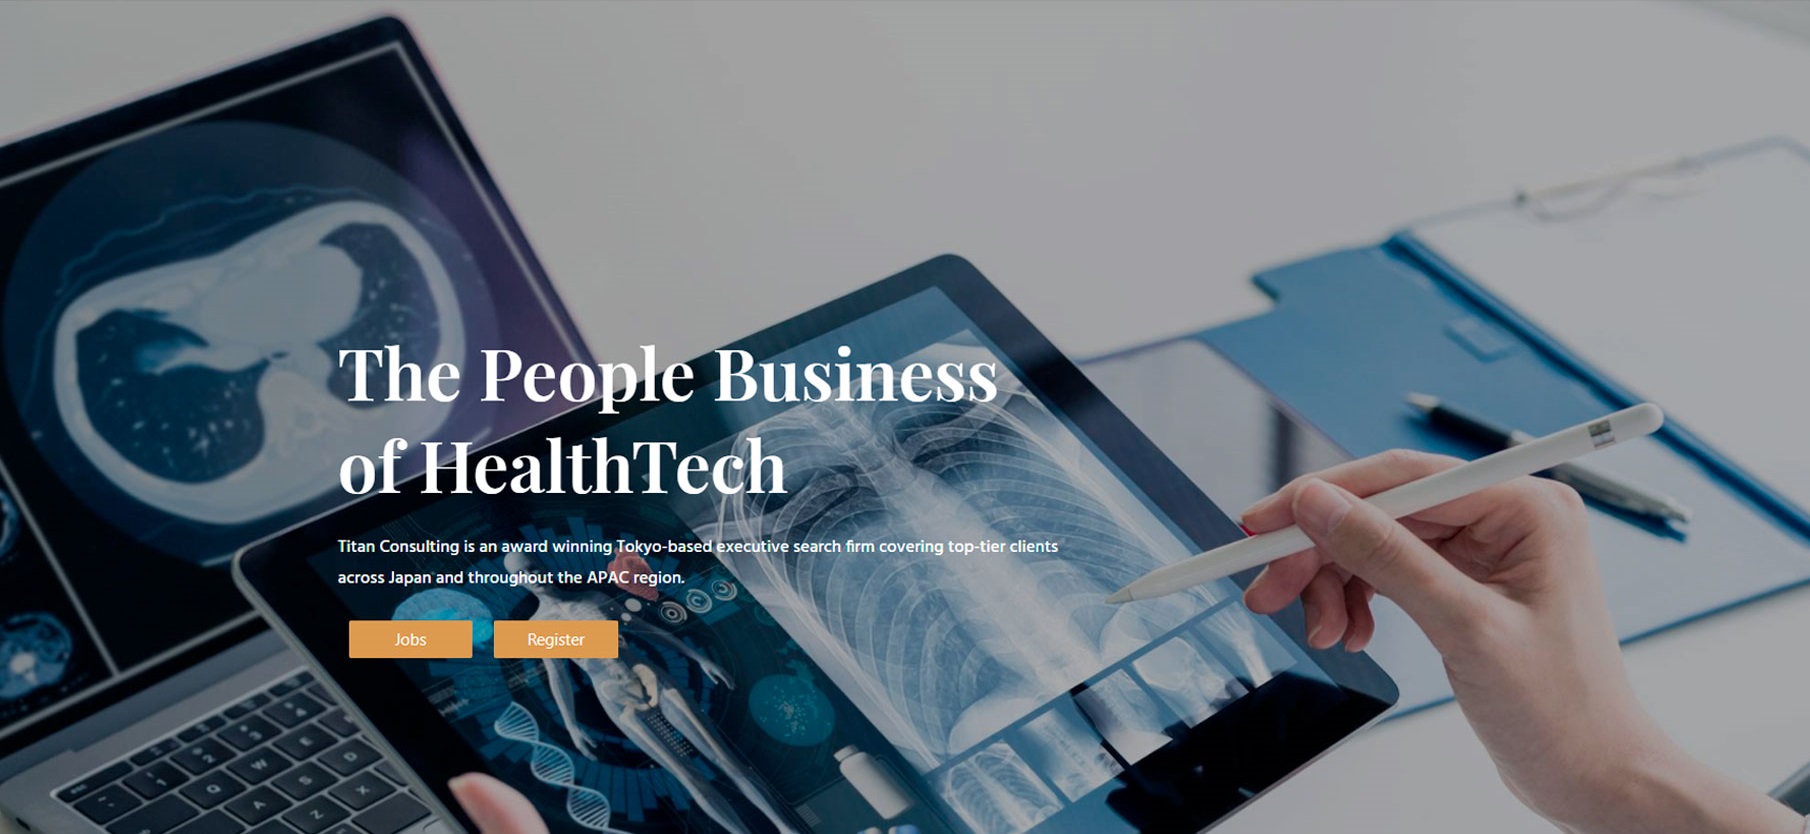 The People Business
of HealthTech
Titan Consulting is an award winning Tokyo-based executive search firm covering top-tier clients
across Japan and throughout the APAC region.
Jobs
Register